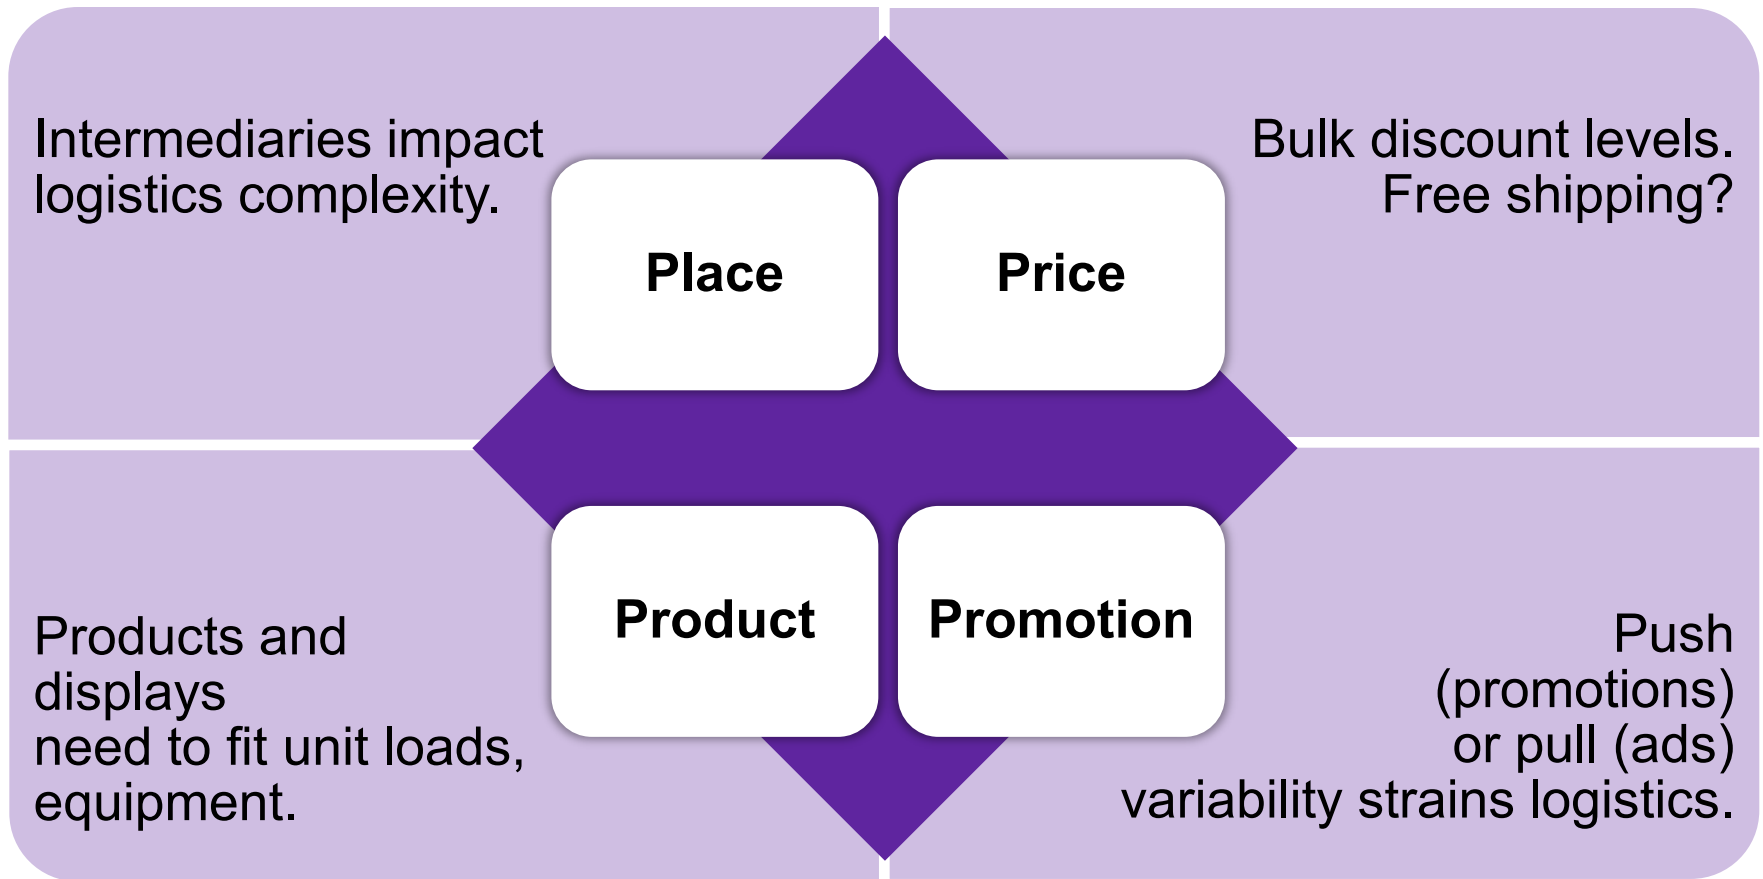 Intermediaries impact
logistics complexity.
Place
Price
Bulk discount levels.
Free shipping?
Products and
displays
need to fit unit loads,
equipment.
Product
Promotion
Push
(promotions)
or pull (ads)
variability strains logistics.